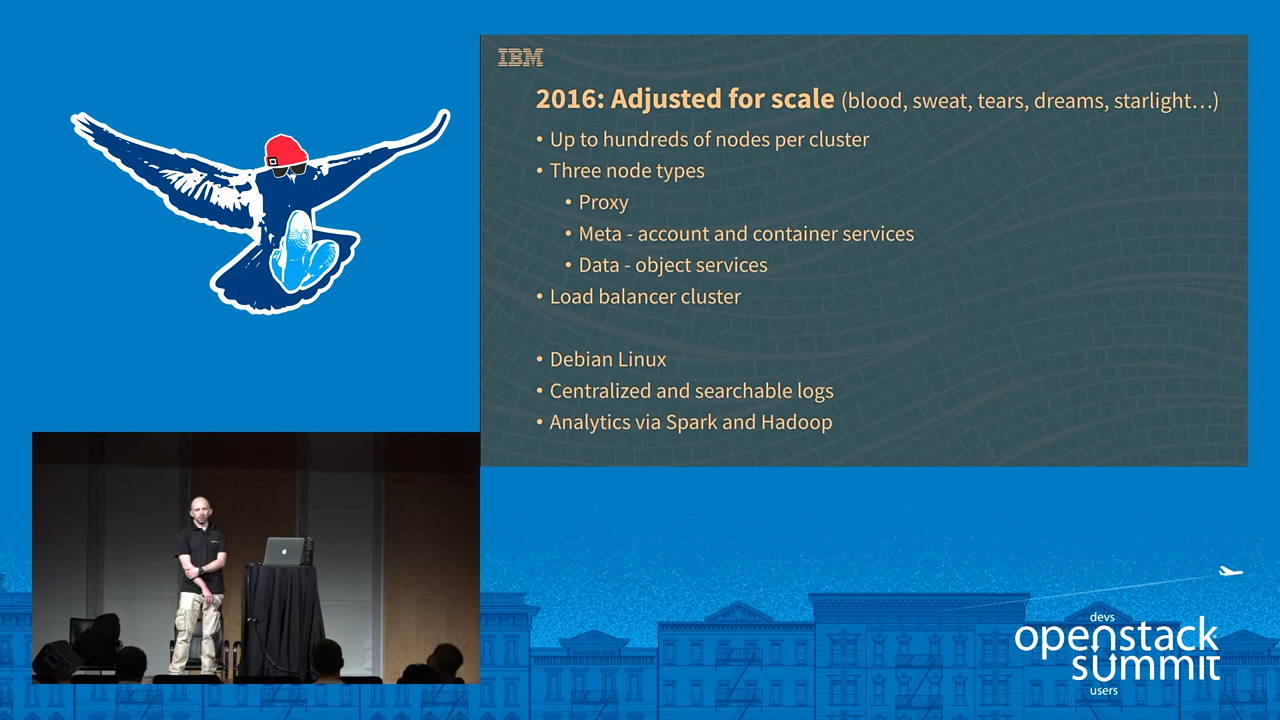 IBM
2016: Adjusted for scale (blood, sweat, tears, dreams, starlight…)
• Up to hundreds of nodes per cluster
• Three node types
• Proxy
• Meta - account and container services
• Data - object services
• Load balancer cluster
• Debian Linux
• Centralized and searchable logs
• Analytics via Spark and Hadoop
devs
openstack
summit
users